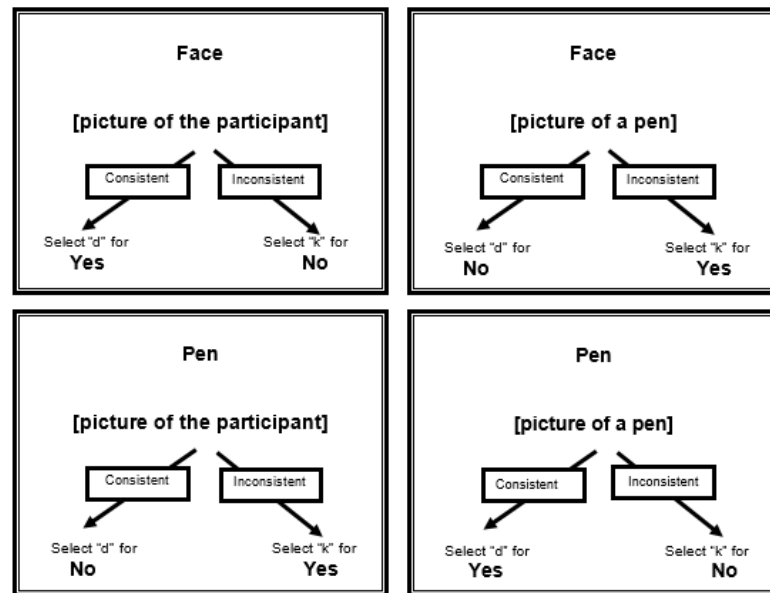 Face
[picture of the participant]
Consistent
Inconsistent
Select "d" for
Yes
Select "k" for
No
Face
[picture of a pen]
Consistent
Inconsistent
Select "d" for
No
Select "k" for
Yes
Pen
[picture of the participant]
Consistent
Inconsistent
Select "d" for
No
Select "k" for
Yes
Pen
[picture of a pen]
Consistent
Inconsistent
Select "d" for
Yes
Select "k" for
No